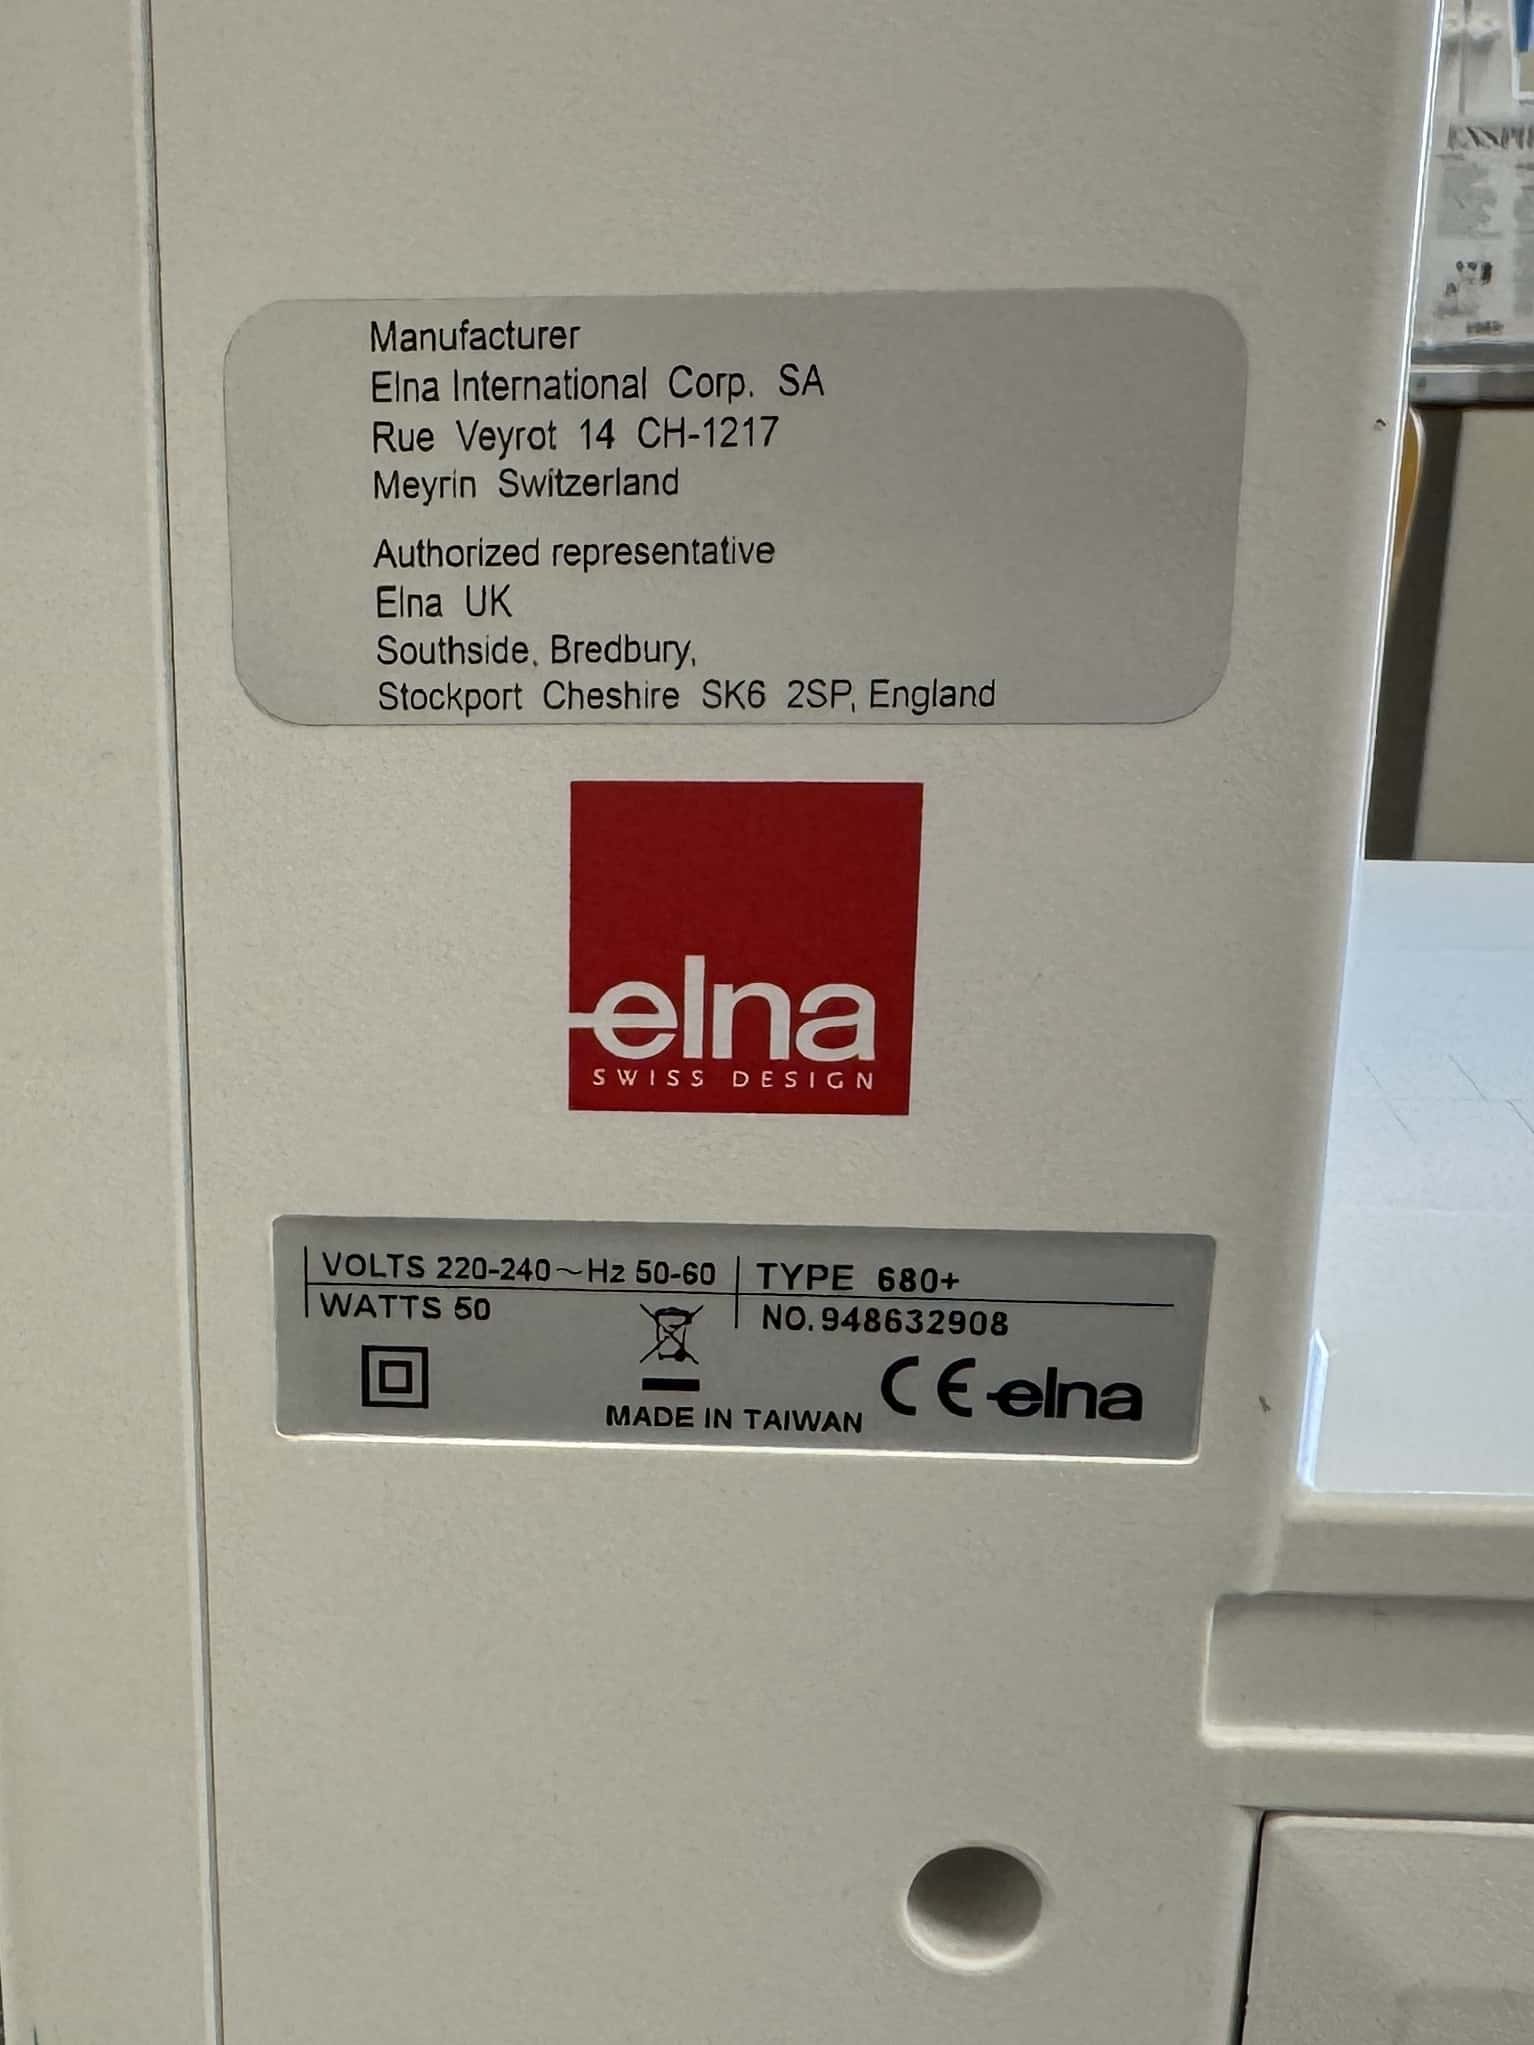 Manufacturer
Elna International Corp. SA
Rue Veyrot 14 CH-1217
Meyrin Switzerland
Authorized representative
Elna UK
Southside, Bredbury,
Stockport Cheshire SK6 2SP, England
elna
SWISS DESIGN
VOLTS 220-240~Hz 50-60 TYPE 680+
WATTS 50 NO.948632908
CE elna
MADE IN TAIWAN